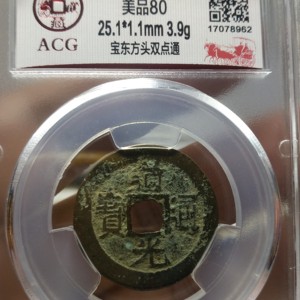 美品80
ACG
25.1*1.1mm 3.9g
17078962
宝东方头双点通
道
寶 通
光